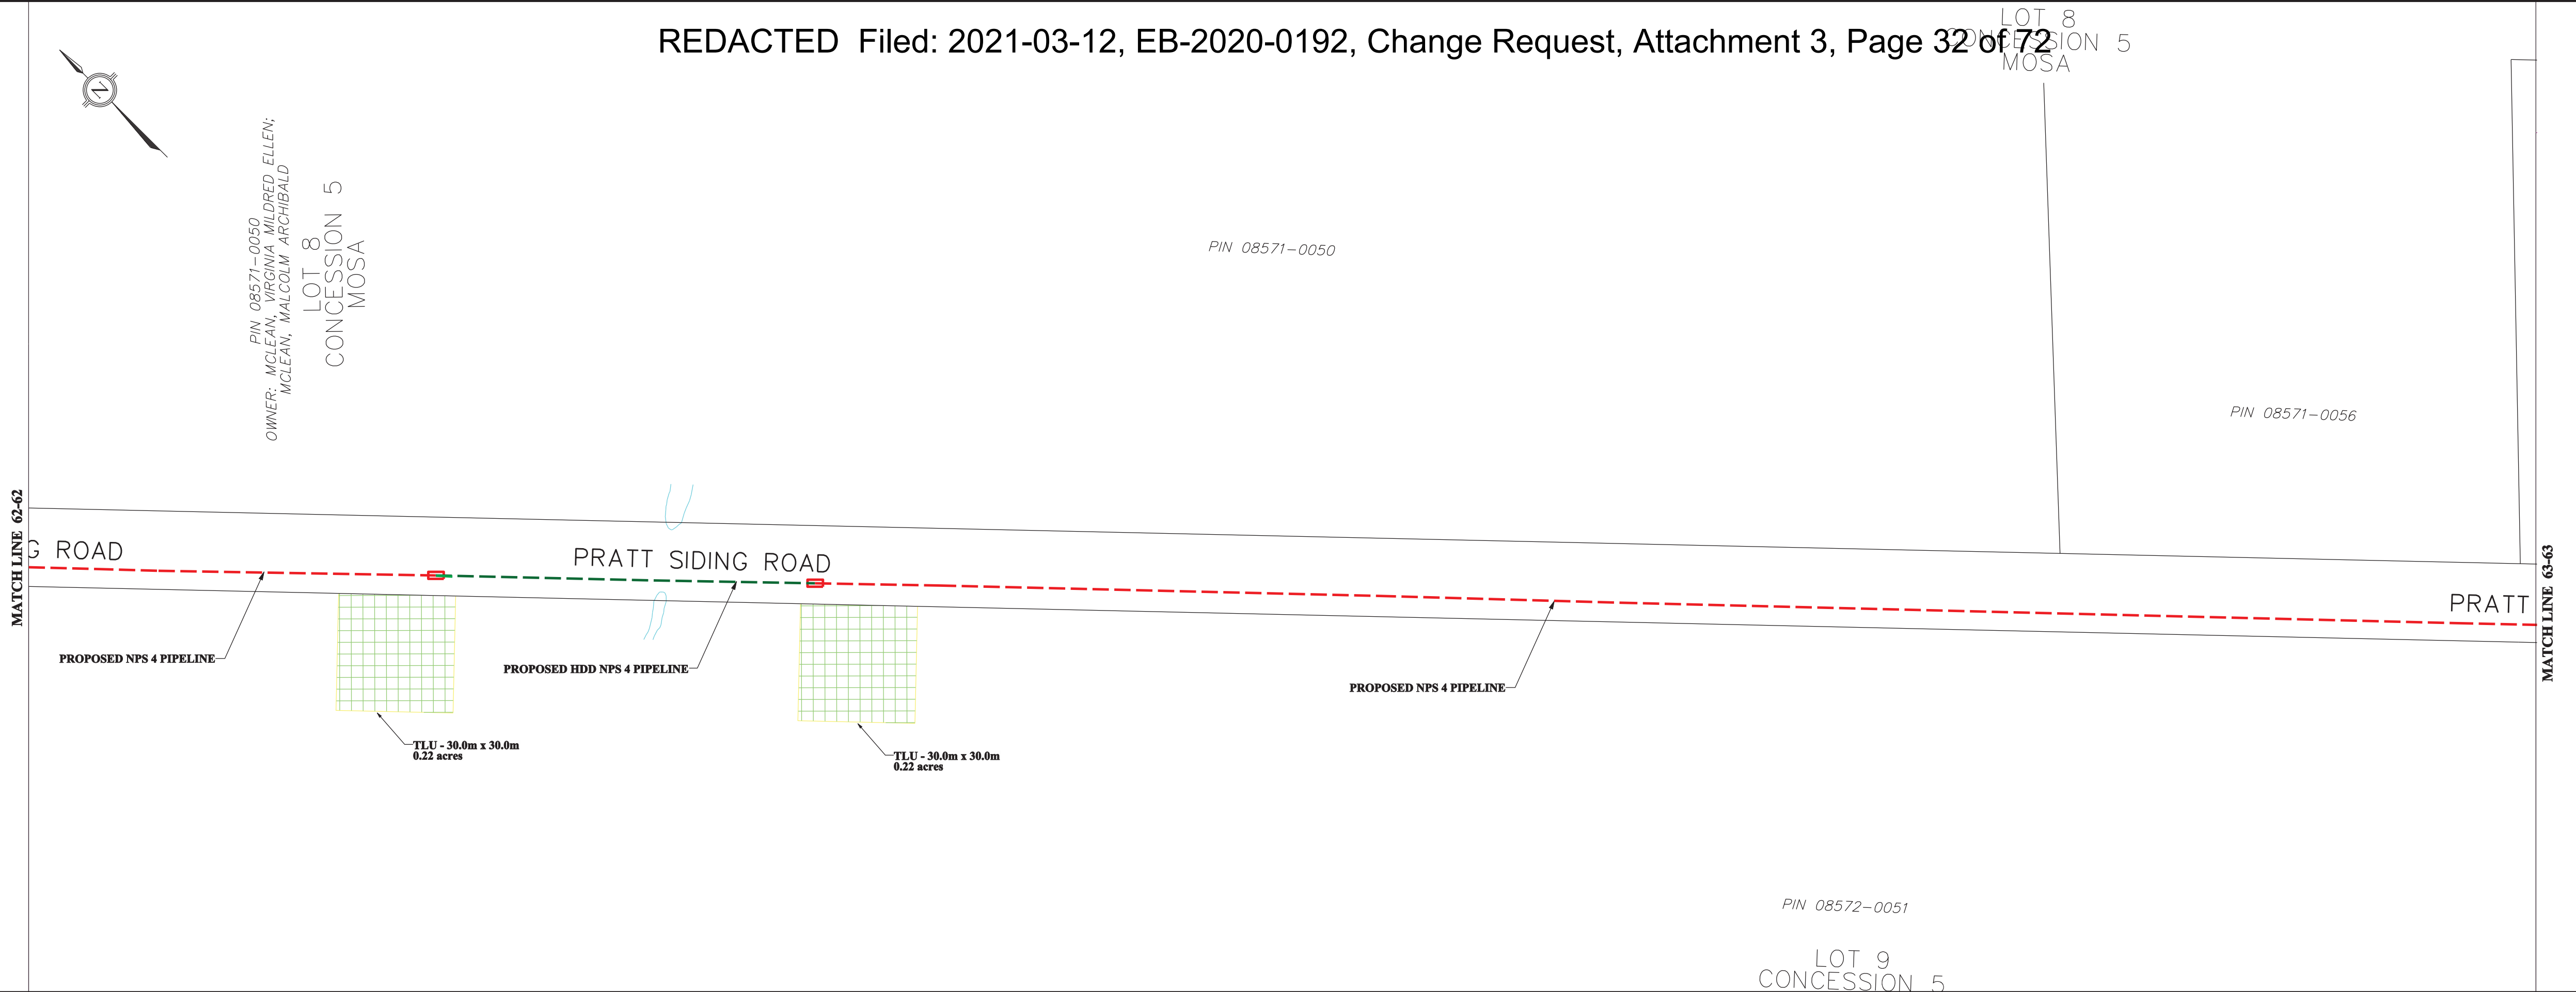 REDACTED Filed: 2021-03-12, EB-2020-0192, Change Request, Attachment 3, Page 32 of 72
LOT 8
CONCESSION 5
MOSA
N
PIN 08571-0050
OWNER: MCLEAN, VIRGINIA MILDRED ELLEN;
MCLEAN, MALCOLM ARCHIBALD
LOT 8
CONCESSION 5
MOSA
PIN 08571-0050
PIN 08571-0056
MATCH LINE 62-62
G ROAD
PRATT SIDING ROAD
PRATT
MATCH LINE 63-63
PROPOSED NPS 4 PIPELINE
PROPOSED HDD NPS 4 PIPELINE
PROPOSED NPS 4 PIPELINE
TLU - 30.0m x 30.0m
0.22 acres
TLU - 30.0m x 30.0m
0.22 acres
PIN 08572-0051
LOT 9
CONCESSION 5